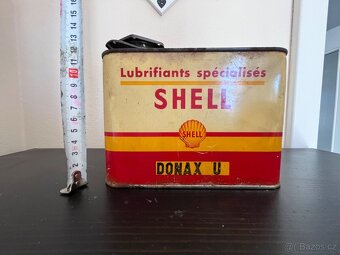 Lubrifiants spécialisés
SHELL
SHELL
DONAX U
Bazos.cz